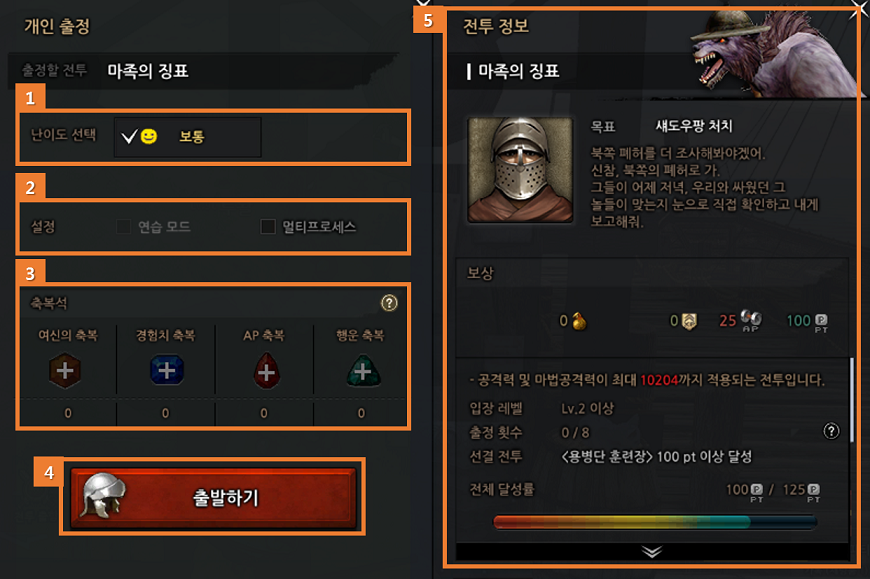 개인 출정
출정할 전투 마족의 징표
1
난이도 선택 보통
2
설정 연습 모드 멀티프로세스
3
축복석 ?
여신의 축복 경험치 축복 AP 축복 행운 축복
0 0 0 0
4
출발하기
5
전투 정보
마족의 징표
목표 섀도우팡 처치
북쪽 폐허를 더 조사해봐야겠어.
신참, 북쪽의 폐허로 가.
그들이 어제 저녁, 우리와 싸웠던 그
놀들이 맞는지 눈으로 직접 확인하고 내게
보고해줘.
보상
0 0 25 AP 100 P PT
- 공격력 및 마법공격력이 최대 10204까지 적용되는 전투입니다.
입장 레벨 Lv.2 이상
출정 횟수 0 / 8 ?
선결 전투 <용병단 훈련장> 100 pt 이상 달성
전체 달성률 100 P PT / 125 P PT